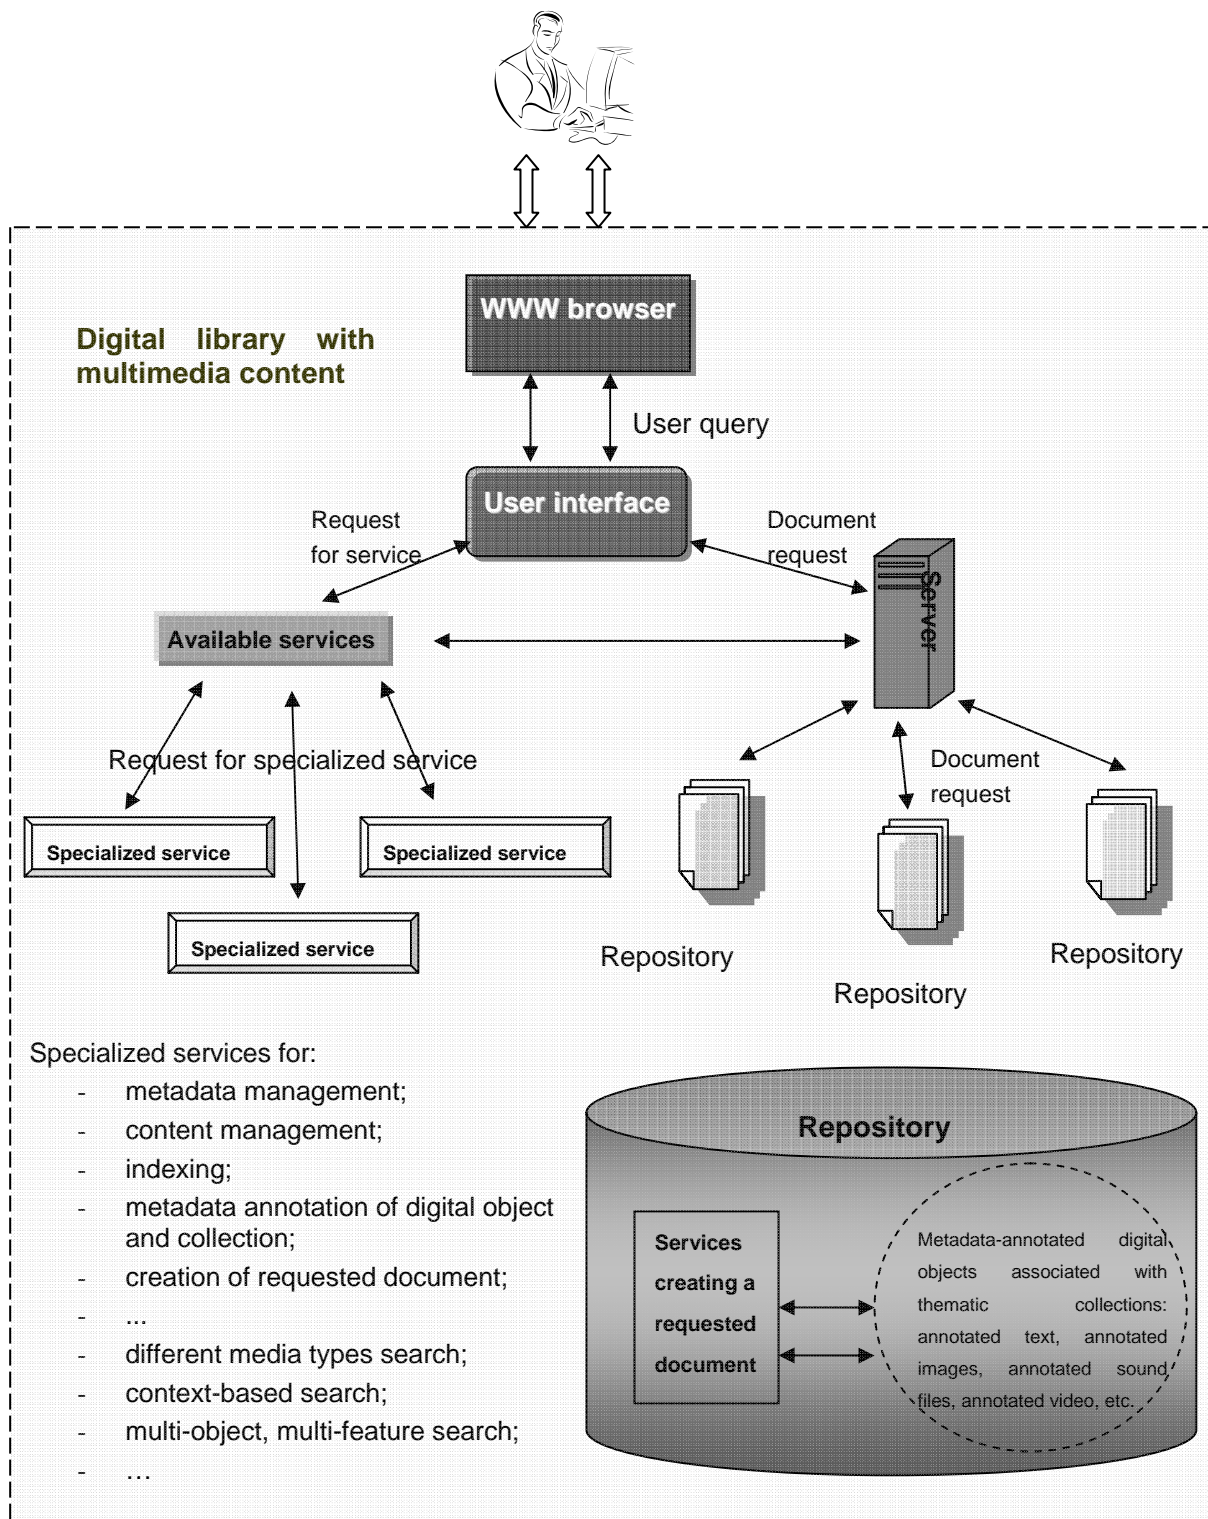 WWW browser
Digital library with
multimedia content
User query
User interface
Request
for service
Document
request
Server
Available services
Request for specialized service
Document
request
Specialized service
Specialized service
Specialized service
Repository
Repository
Repository
Specialized services for:
- metadata management;
- content management;
- indexing;
- metadata annotation of digital object
and collection;
- creation of requested document;
- ...
- different media types search;
- context-based search;
- multi-object, multi-feature search;
- …
Repository
Services
creating a
requested
document
Metadata-annotated digital
objects associated with
thematic collections:
annotated text, annotated
images, annotated sound
files, annotated video, etc.